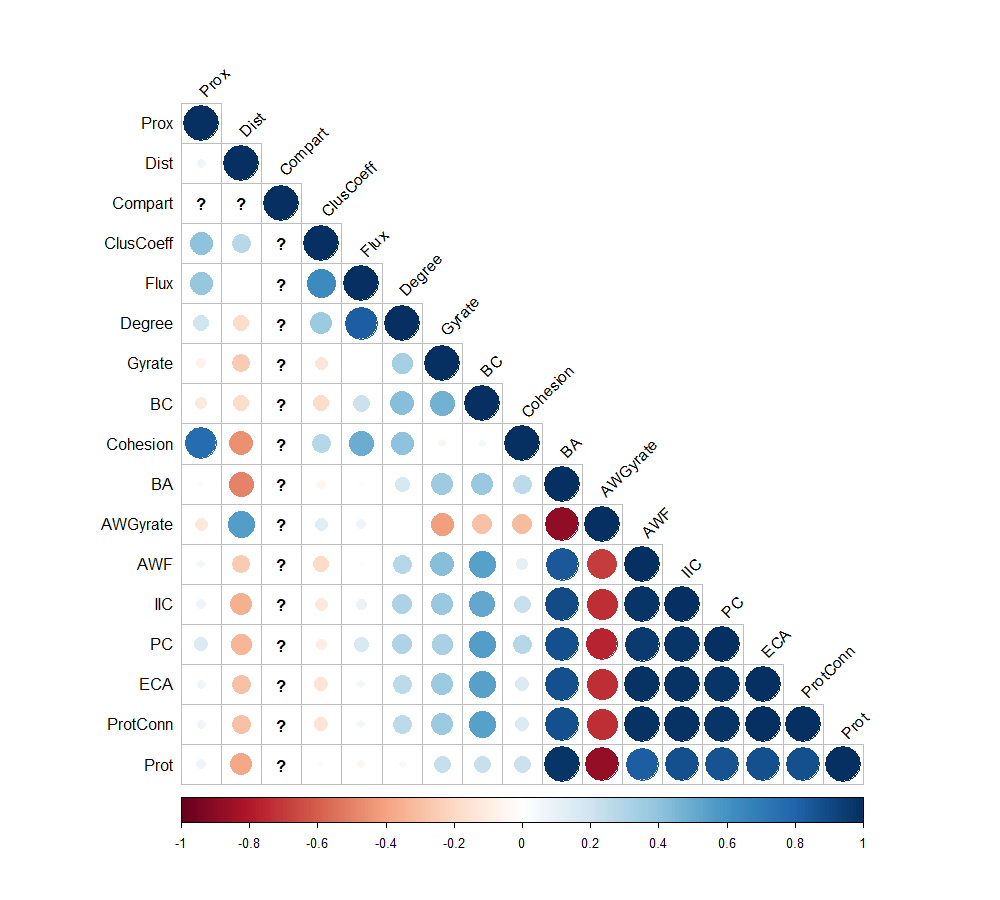 Prox
Prox Dist
Dist Compart
Compart ? ? ClusCoeff
ClusCoeff ? Flux
Flux ? Degree
Degree ? Gyrate
Gyrate ? BC
BC ? Cohesion
Cohesion ? BA
BA ? AWGyrate
AWGyrate ? AWF
AWF ? IIC
IIC ? PC
PC ? ECA
ECA ? ProtConn
ProtConn ? Prot
Prot ?
-1 -0.8 -0.6 -0.4 -0.2 0 0.2 0.4 0.6 0.8 1